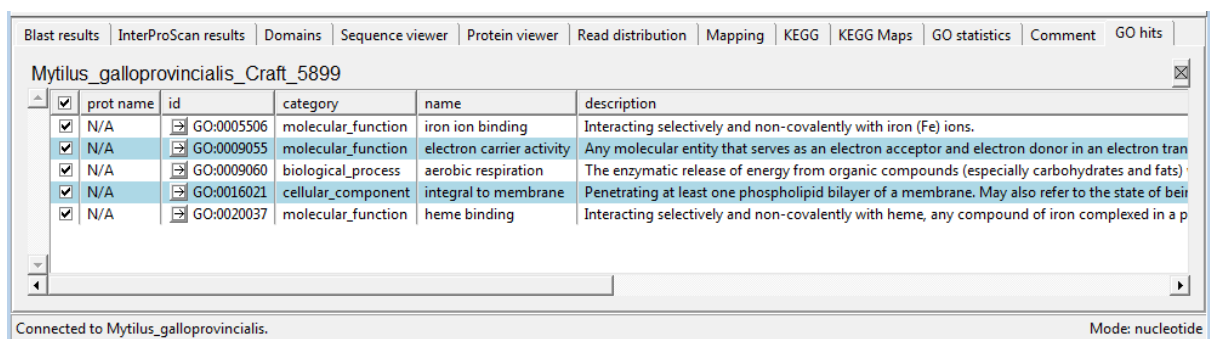 Blast results InterProScan results Domains Sequence viewer Protein viewer Read distribution Mapping KEGG KEGG Maps GO statistics Comment GO hits
Mytilus_galloprovincialis_Craft_5899
prot name id category name description
N/A GO:0005506 molecular_function iron ion binding Interacting selectively and non-covalently with iron (Fe) ions.
N/A GO:0009055 molecular_function electron carrier activity Any molecular entity that serves as an electron acceptor and electron donor in an electron tran
N/A GO:0009060 biological_process aerobic respiration The enzymatic release of energy from organic compounds (especially carbohydrates and fats)
N/A GO:0016021 cellular_component integral to membrane Penetrating at least one phospholipid bilayer of a membrane. May also refer to the state of bein
N/A GO:0020037 molecular_function heme binding Interacting selectively and non-covalently with heme, any compound of iron complexed in a p
Connected to Mytilus_galloprovincialis. Mode: nucleotide